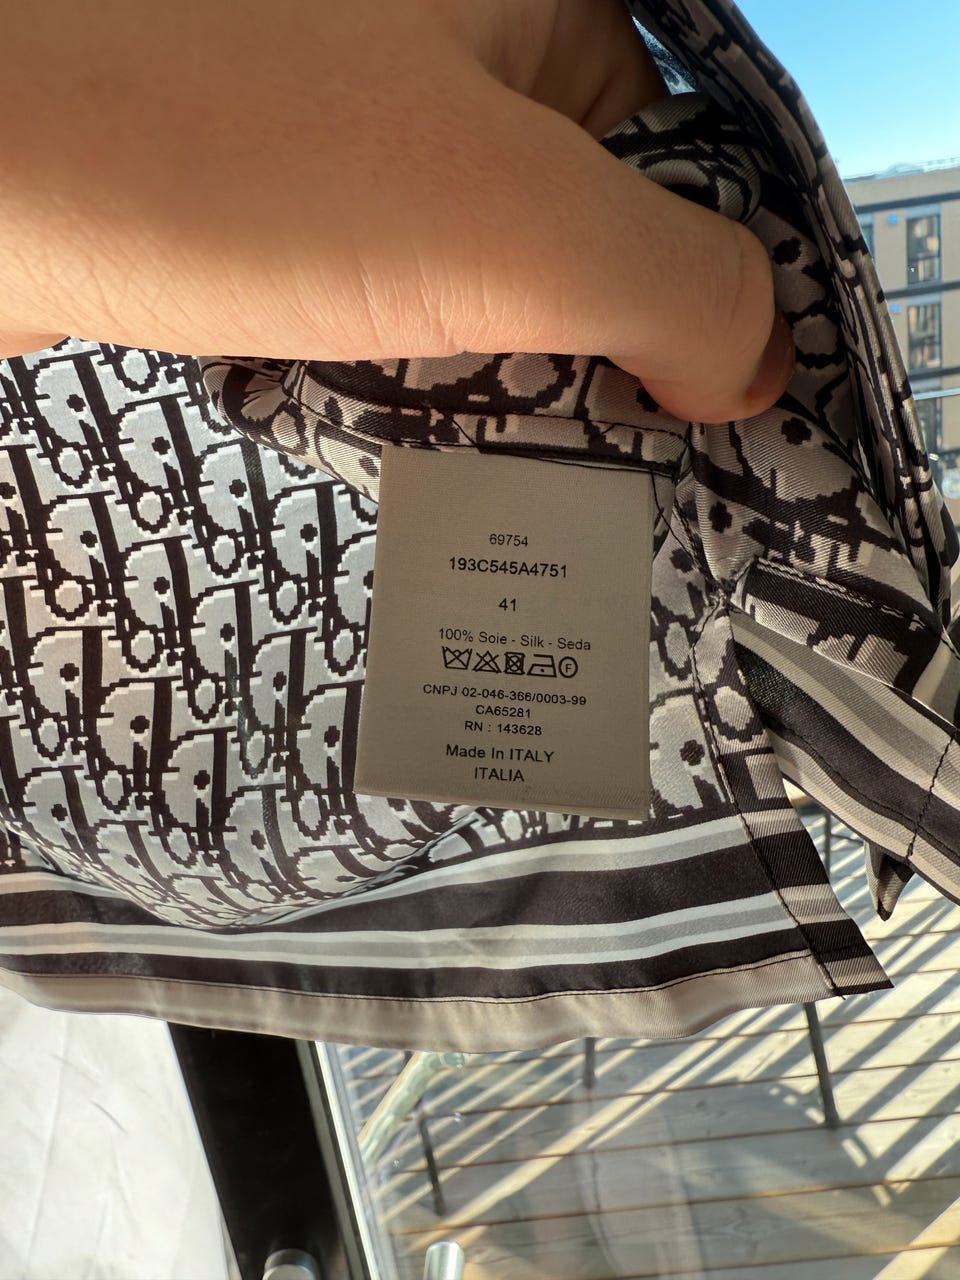 69754
193C545A4751
41
100% Soie - Silk - Seda
F
CNPJ 02-046-366/0003-99
CA65281
RN : 143628
Made In ITALY
ITALIA